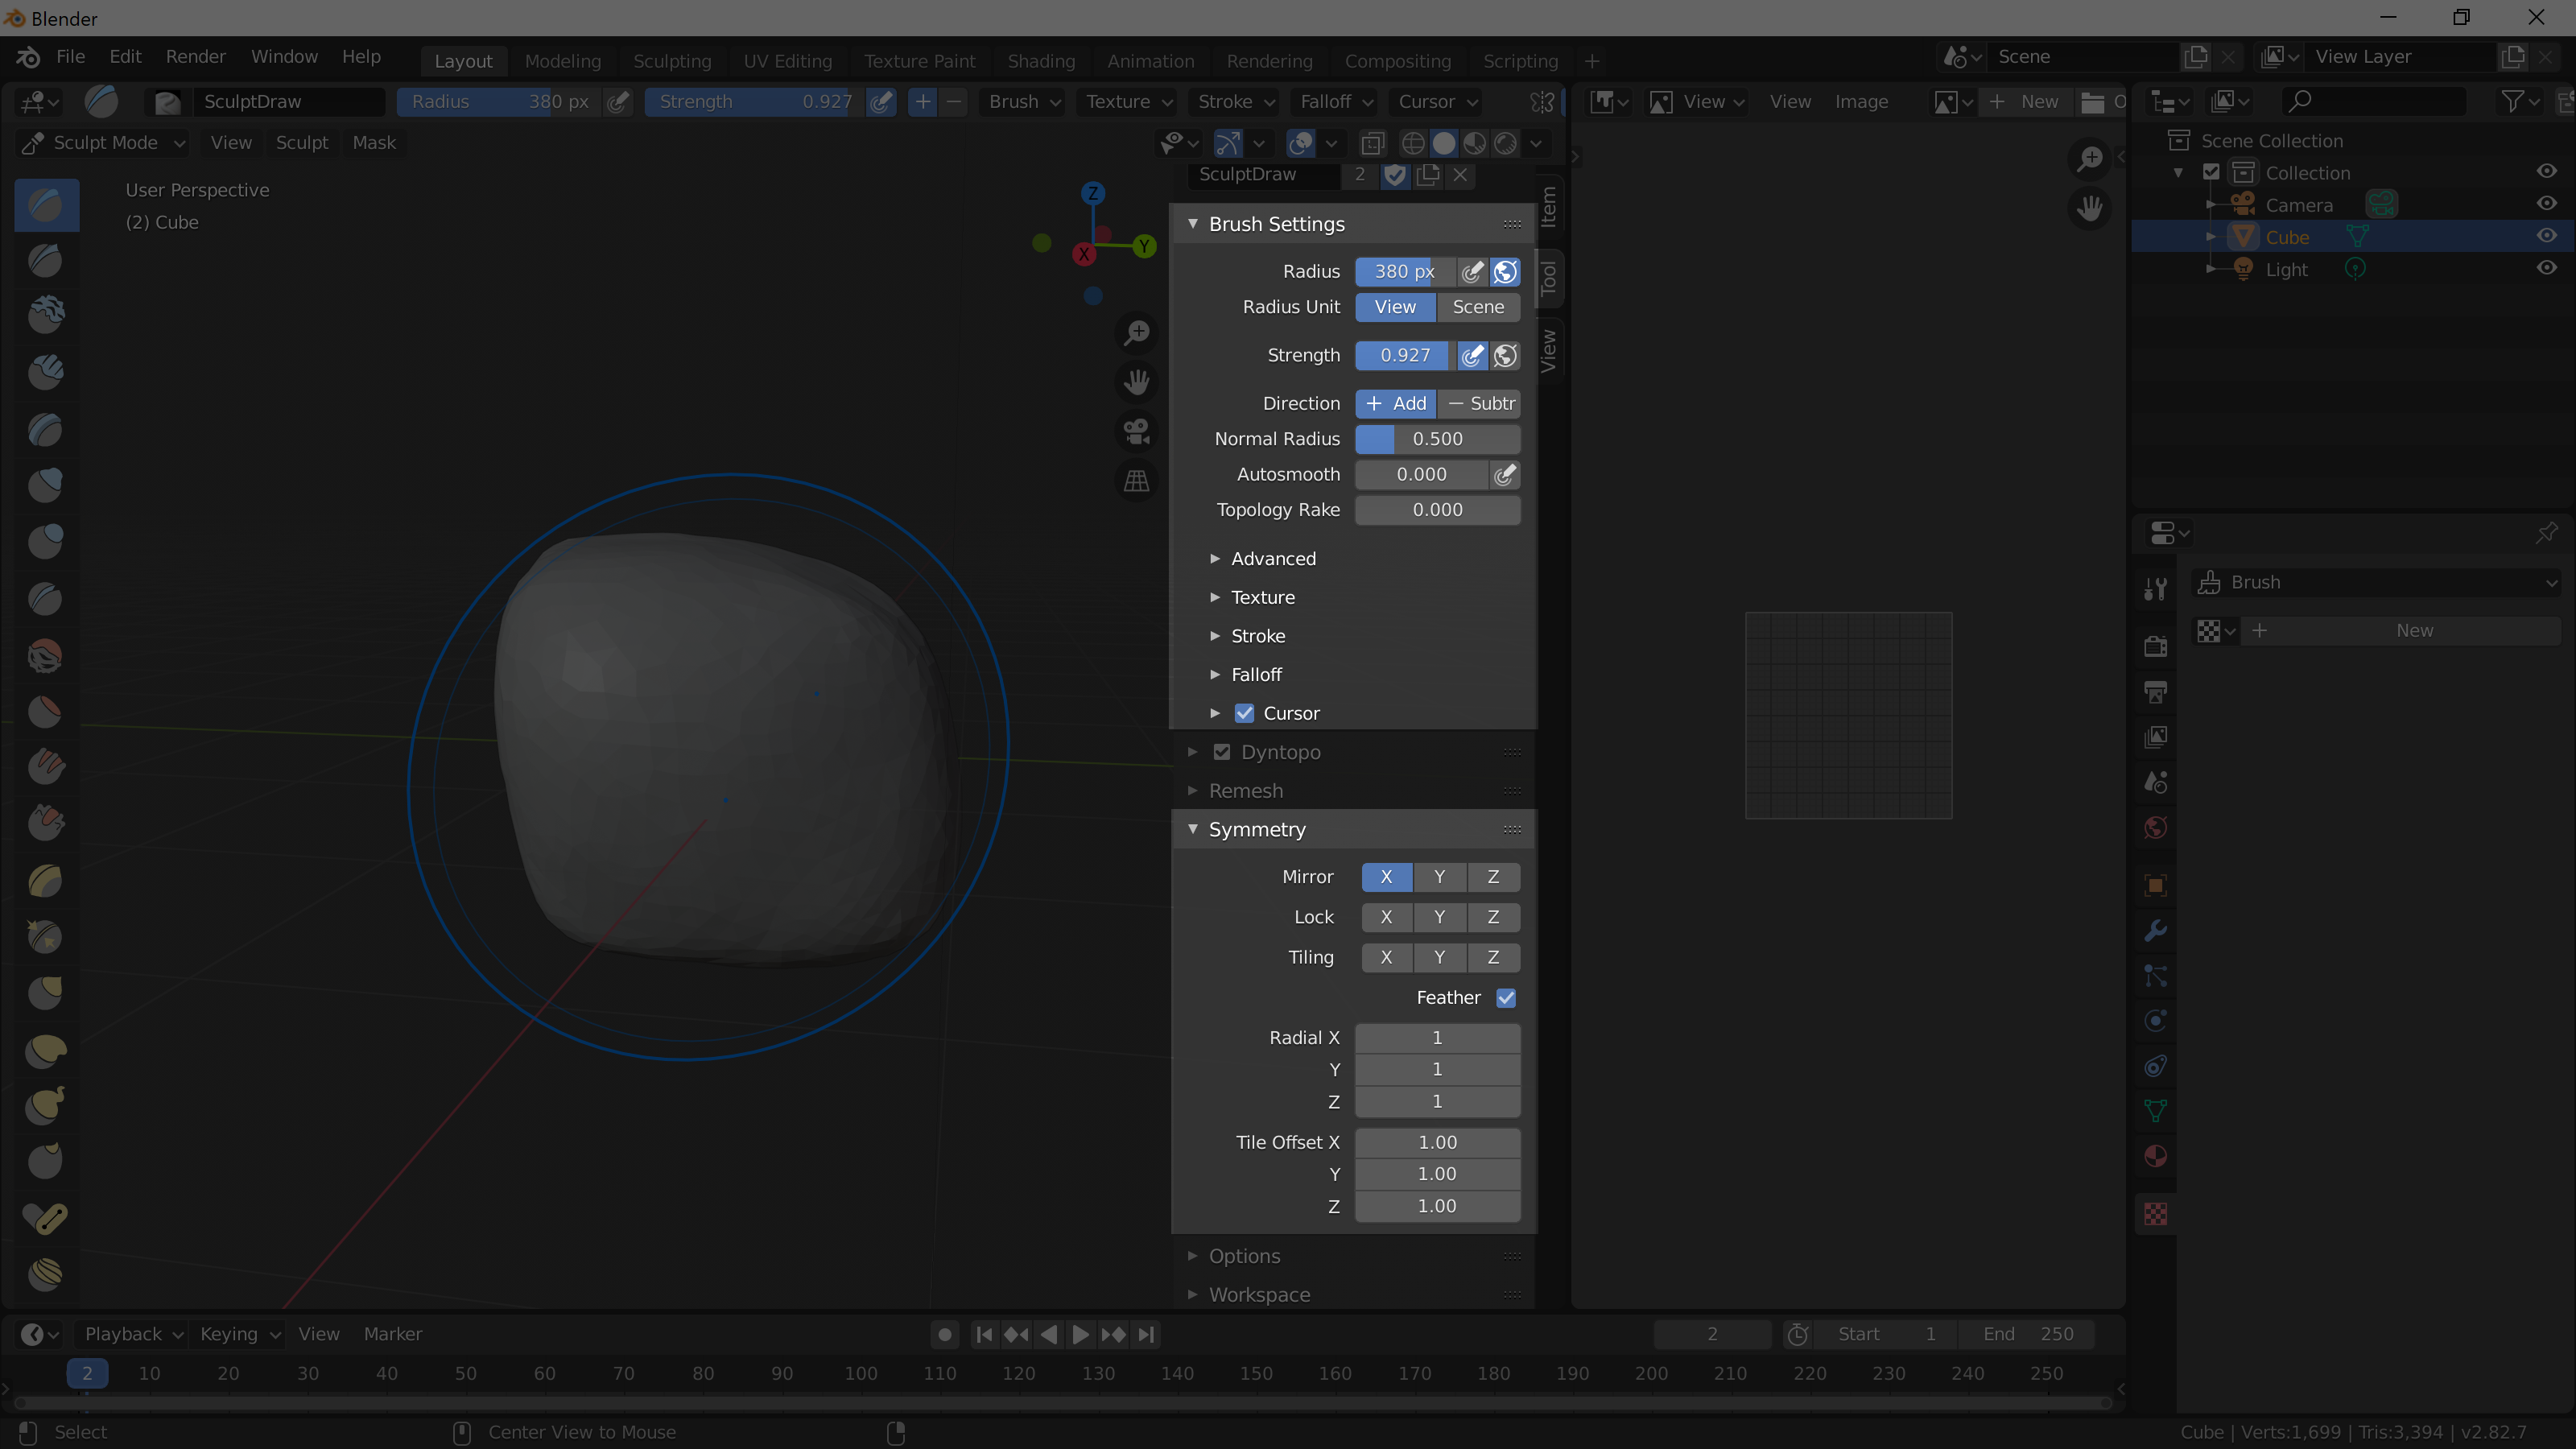 Blender
File Edit Render Window Help Layout Modeling Sculpting UV Editing Texture Paint Shading Animation Rendering Compositing Scripting + Scene View Layer
SculptDraw Radius 380 px Strength 0.927 + − Brush Texture Stroke Falloff Cursor View View Image + New
Sculpt Mode View Sculpt Mask
User Perspective
(2) Cube
Z
Y
X
SculptDraw 2
Item
Tool
View
Brush Settings
Radius 380 px
Radius Unit View Scene
Strength 0.927
Direction + Add − Subtr
Normal Radius 0.500
Autosmooth 0.000
Topology Rake 0.000
Advanced
Texture
Stroke
Falloff
Cursor
Dyntopo
Remesh
Symmetry
Mirror X Y Z
Lock X Y Z
Tiling X Y Z
Feather
Radial X 1
Y 1
Z 1
Tile Offset X 1.00
Y 1.00
Z 1.00
Options
Workspace
Scene Collection
Collection
Camera
Cube
Light
Brush
+ New
Playback Keying View Marker 2 Start 1 End 250
2 10 20 30 40 50 60 70 80 90 100 110 120 130 140 150 160 170 180 190 200 210 220 230 240 250
Select Center View to Mouse Cube | Verts:1,699 | Tris:3,394 | v2.82.7